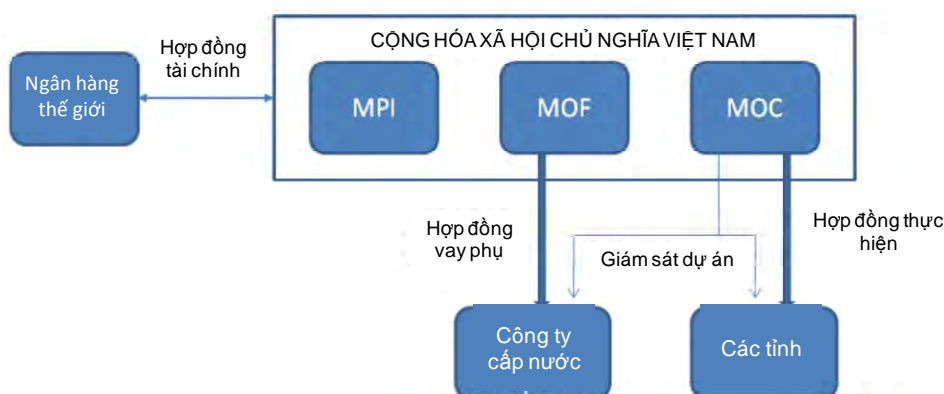 Hợp đồng
tài chính
CỘNG HÓA XÃ HỘI CHỦ NGHĨA VIỆT NAM
Ngân hàng
thế giới
MPI
MOF
MOC
Hợp đồng
vay phụ
Giám sát dự án
Hợp đồng thực
hiện
Công ty
cấp nước
Các tỉnh